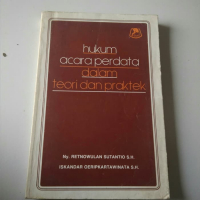 hukum
acara perdata
dalam
teori dan praktek
Ny. RETNOWULAN SUTANTIO S.H.
ISKANDAR OERIPKARTAWINATA S.H.